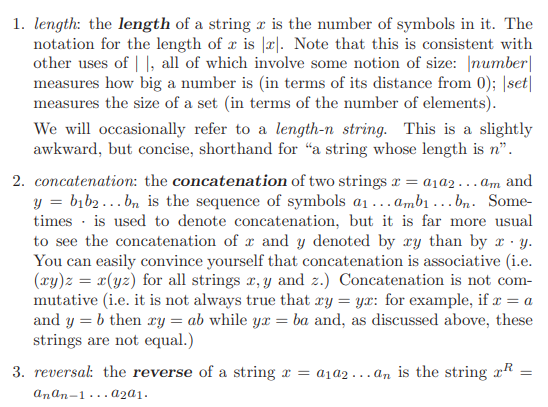 1. length: the length of a string x is the number of symbols in it. The
notation for the length of x is |x|. Note that this is consistent with
other uses of | |, all of which involve some notion of size: |number|
measures how big a number is (in terms of its distance from 0); |set|
measures the size of a set (in terms of the number of elements).
We will occasionally refer to a length-n string. This is a slightly
awkward, but concise, shorthand for “a string whose length is n”.
2. concatenation: the concatenation of two strings x = a₁a₂ . . . aₘ and
y = b₁b₂ . . . bₙ is the sequence of symbols a₁ . . . aₘb₁ . . . bₙ. Some-
times · is used to denote concatenation, but it is far more usual
to see the concatenation of x and y denoted by xy than by x · y.
You can easily convince yourself that concatenation is associative (i.e.
(xy)z = x(yz) for all strings x, y and z.) Concatenation is not com-
mutative (i.e. it is not always true that xy = yx: for example, if x = a
and y = b then xy = ab while yx = ba and, as discussed above, these
strings are not equal.)
3. reversal: the reverse of a string x = a₁a₂ . . . aₙ is the string xᴿ =
aₙaₙ₋₁ . . . a₂a₁.